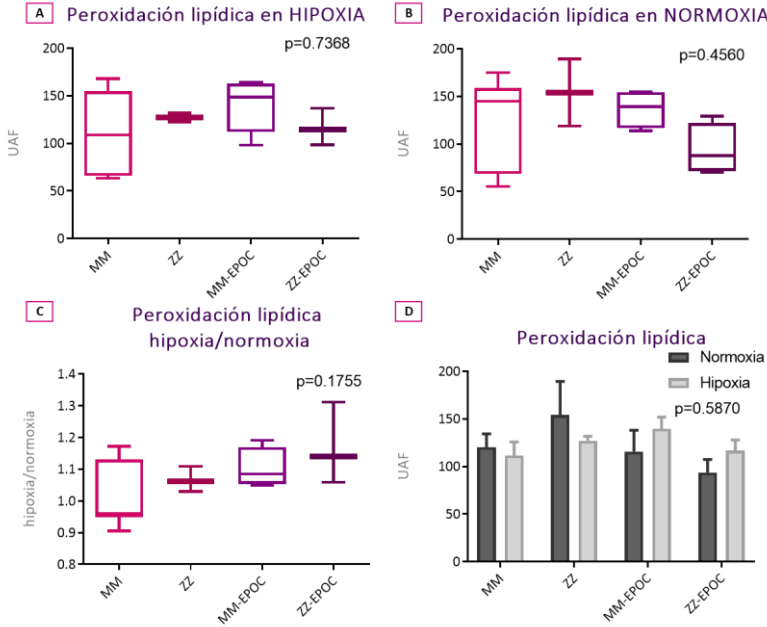 A
Peroxidación lipídica en HIPOXIA
p=0.7368
200
150
100
50
0
UAF
MM
ZZ
MM-EPOC
ZZ-EPOC
B
Peroxidación lipídica en NORMOXIA
p=0.4560
200
150
100
50
0
UAF
MM
ZZ
MM-EPOC
ZZ-EPOC
C
Peroxidación lipídica
hipoxia/normoxia
p=0.1755
1.4
1.3
1.2
1.1
1.0
0.9
0.8
hipoxia/normoxia
MM
ZZ
MM-EPOC
ZZ-EPOC
D
Peroxidación lipídica
Normoxia
Hipoxia
p=0.5870
200
150
100
50
0
UAF
MM
ZZ
MM-EPOC
ZZ-EPOC